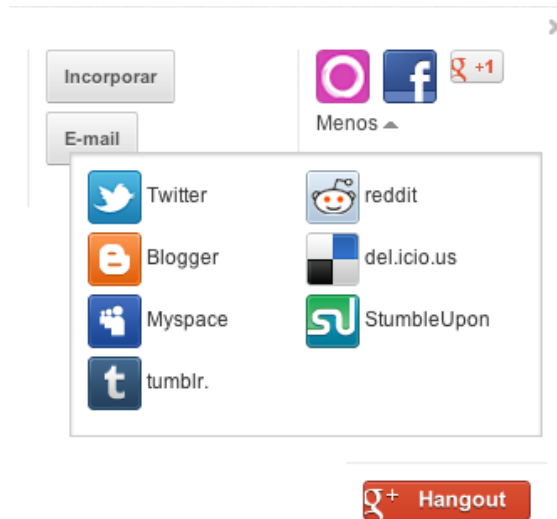 Incorporar
E-mail
g +1
Menos
Twitter
reddit
Blogger
del.icio.us
Myspace
StumbleUpon
tumblr.
g+ Hangout